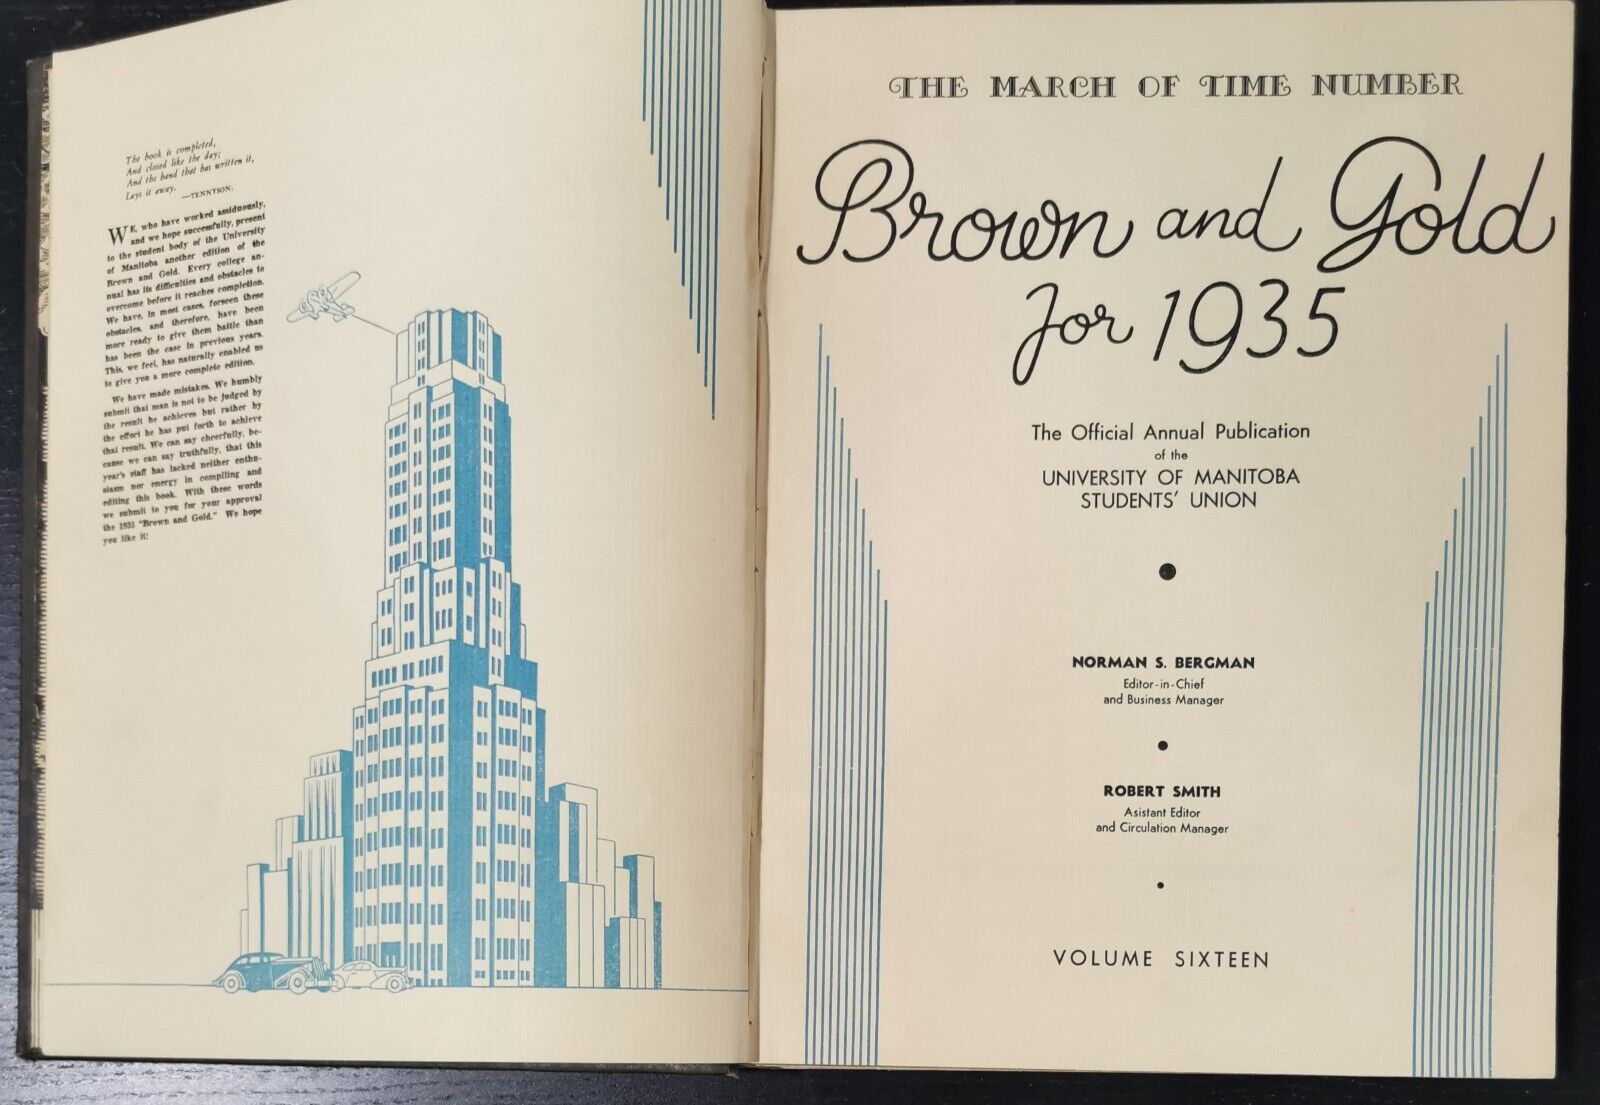 The book is completed,
And closed like the day;
And the hand that has written it,
Lays it away.
—TENNYSON.
WE, who have worked assiduously,
and we hope successfully, present
to the student body of the University
of Manitoba another edition of the
Brown and Gold. Every college an-
nual has its difficulties and obstacles to
overcome before it reaches completion.
We have, in most cases, forseen these
obstacles, and therefore, have been
more ready to give them battle than
has been the case in previous years.
This, we feel, has naturally enabled us
to give you a more complete edition.
We have made mistakes. We humbly
submit that man is not to be judged by
the result he achieves but rather by
the effort he has put forth to achieve
that result. We can say cheerfully, be-
cause we can say truthfully, that this
year's staff has lacked neither enthu-
siasm nor energy in compiling and
editing this book. With these words
we submit to you for your approval
the 1935 "Brown and Gold." We hope
you like it!
THE MARCH OF TIME NUMBER
Brown and Gold
for 1935
The Official Annual Publication
of the
UNIVERSITY OF MANITOBA
STUDENTS' UNION
NORMAN S. BERGMAN
Editor-in-Chief
and Business Manager
ROBERT SMITH
Asistant Editor
and Circulation Manager
VOLUME SIXTEEN